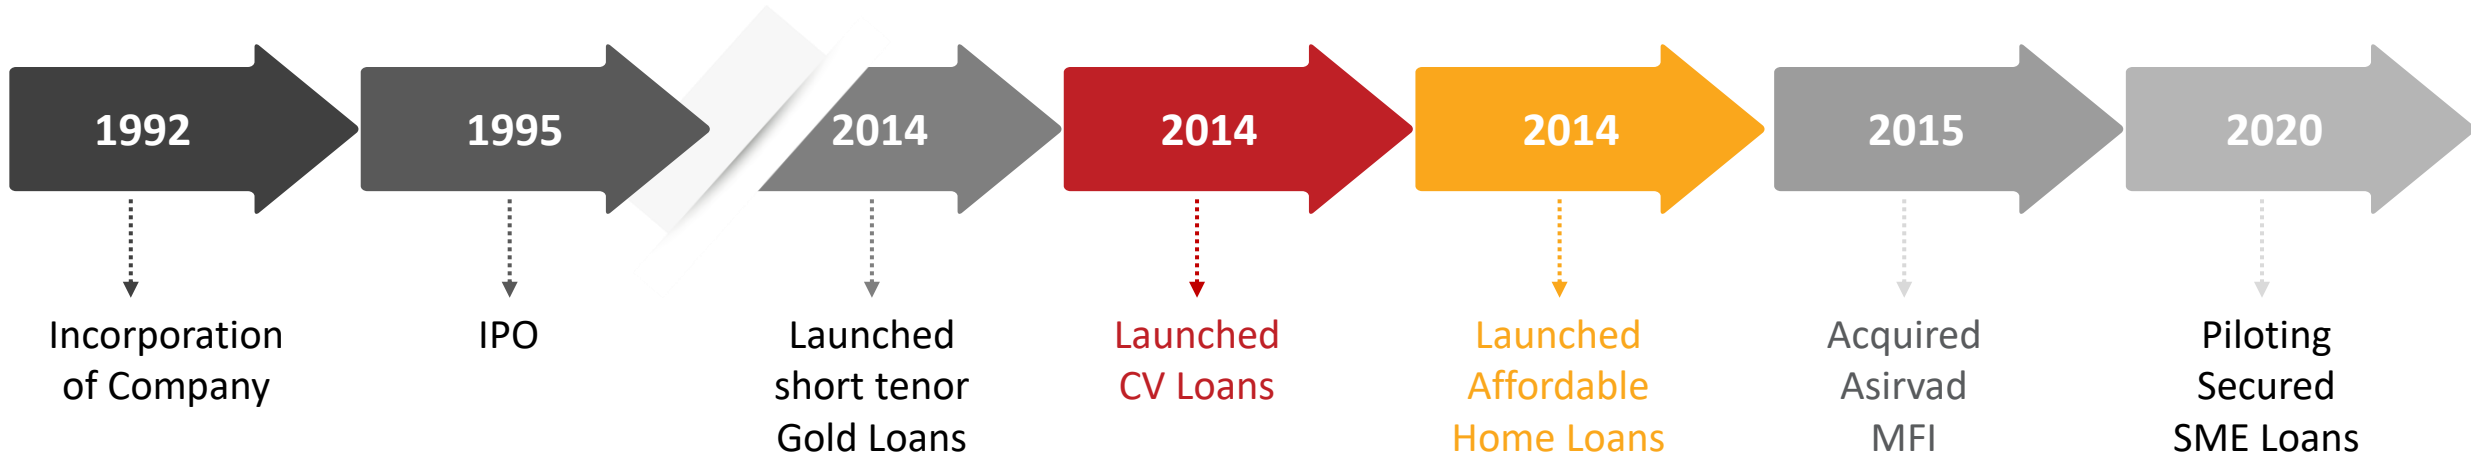 1992
1995
2014
2014
2014
2015
2020
Incorporation
of Company
IPO
Launched
short tenor
Gold Loans
Launched
CV Loans
Launched
Affordable
Home Loans
Acquired
Asirvad
MFI
Piloting
Secured
SME Loans